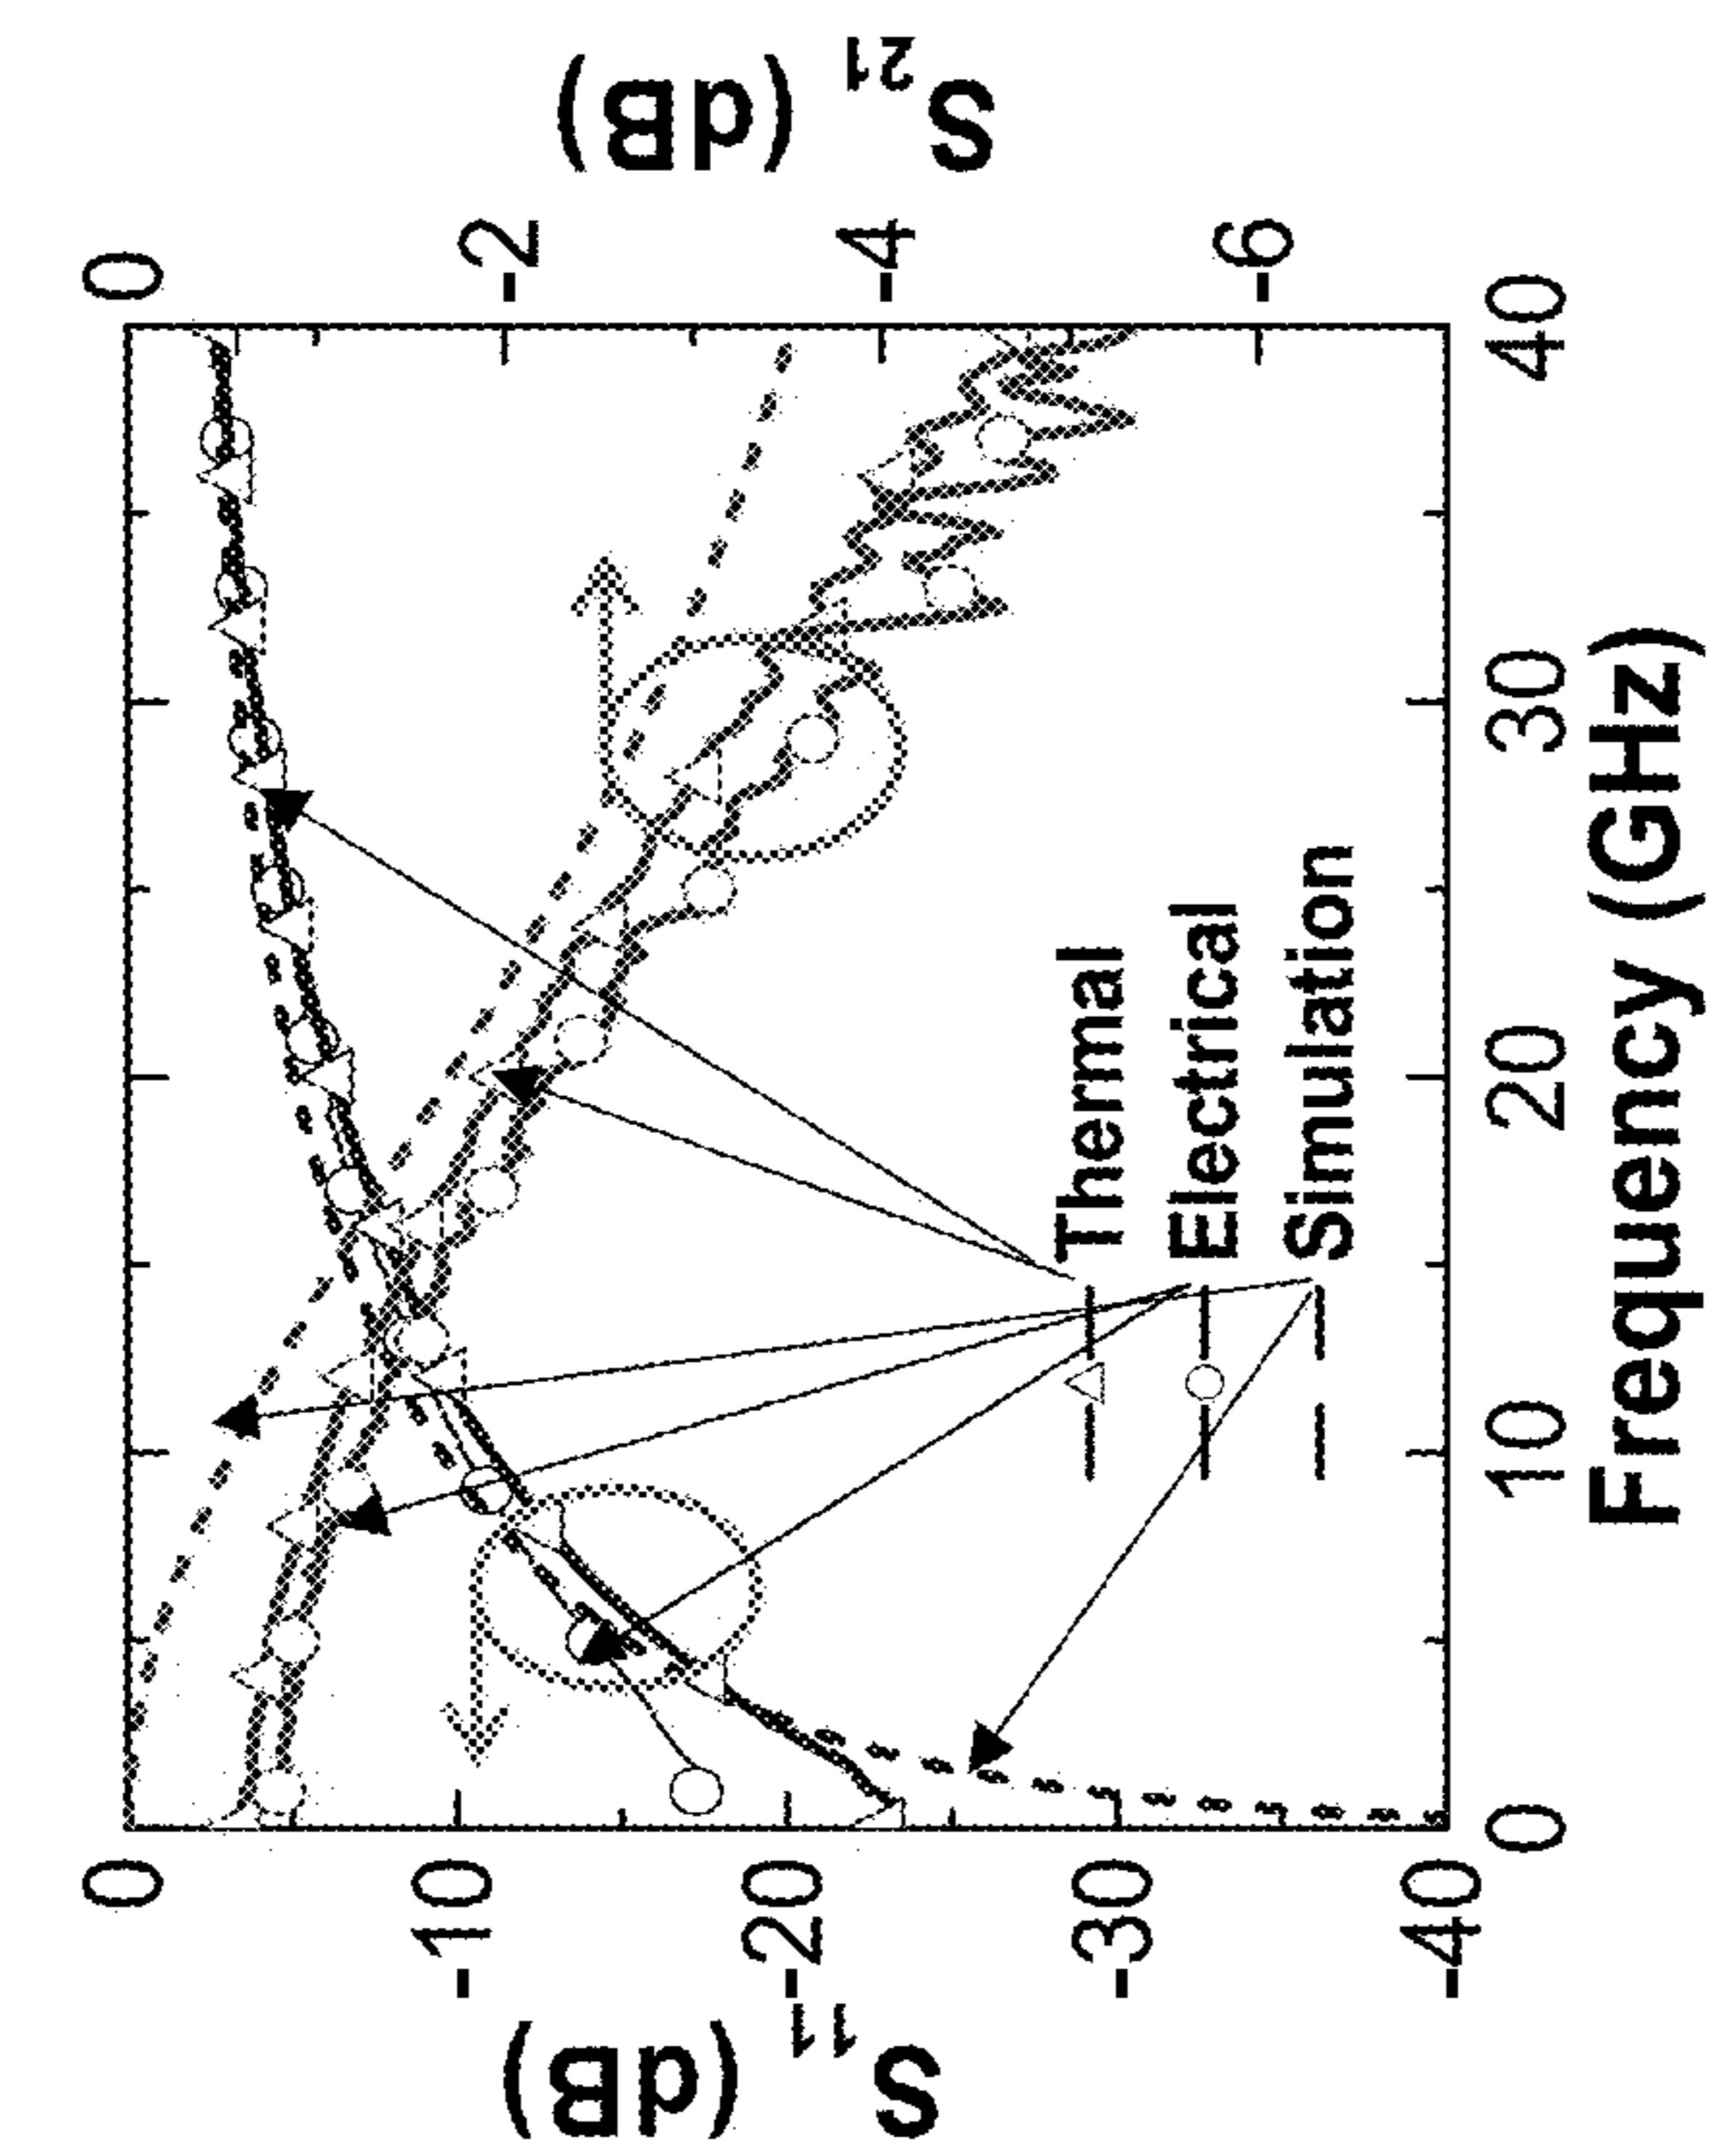 S11 (dB)
0
-10
-20
-30
-40
0
-2
-4
-6
S21 (dB)
Thermal
Electrical
Simulation
0
10
20
30
40
Frequency (GHz)